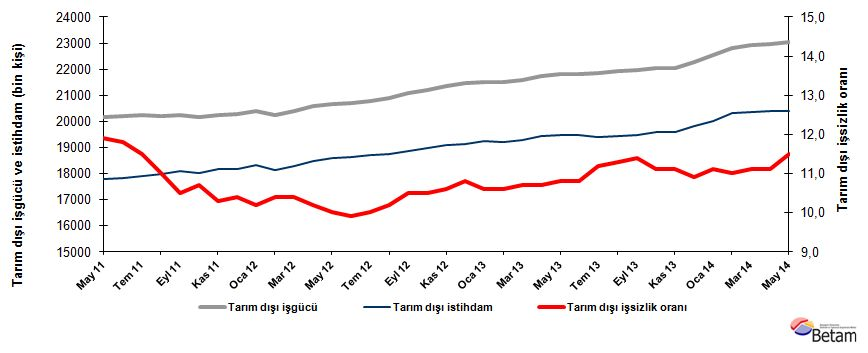 Tarım dışı işgücü ve istihdam (bin kişi)
24000
23000
22000
21000
20000
19000
18000
17000
16000
15000
15,0
14,0
13,0
12,0
11,0
10,0
9,0
Tarım dışı işsizlik oranı
May 11
Tem 11
Eyl 11
Kas 11
Oca 12
Mar 12
May 12
Tem 12
Eyl 12
Kas 12
Oca 13
Mar 13
May 13
Tem 13
Eyl 13
Kas 13
Oca 14
Mar 14
May 14
Tarım dışı işgücü
Tarım dışı istihdam
Tarım dışı işsizlik oranı
Betam